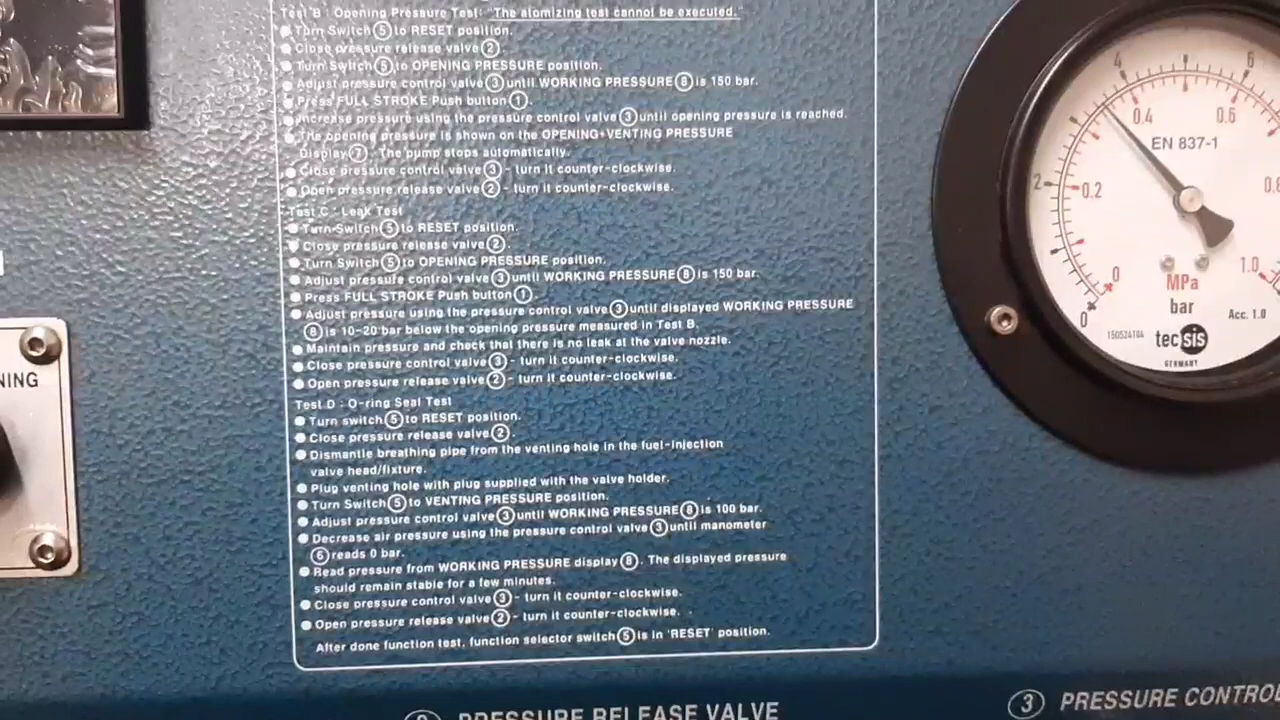 Test B : Opening Pressure Test: "The atomizing test cannot be executed."
● Turn Switch ⑤ to RESET position.
● Close pressure release valve ②.
● Turn Switch ⑤ to OPENING PRESSURE position.
● Adjust pressure control valve ③ until WORKING PRESSURE ⑧ is 150 bar.
● Press FULL STROKE Push button ①.
● Increase pressure using the pressure control valve ③ until opening pressure is reached.
● The opening pressure is shown on the OPENING+VENTING PRESSURE
Display ⑦. The pump stops automatically.
● Close pressure control valve ③ - turn it counter-clockwise.
● Open pressure release valve ② - turn it counter-clockwise.
Test C : Leak Test
● Turn Switch ⑤ to RESET position.
● Close pressure release valve ②.
● Turn Switch ⑤ to OPENING PRESSURE position.
● Adjust pressure control valve ③ until WORKING PRESSURE ⑧ is 150 bar.
● Press FULL STROKE Push button ①.
● Adjust pressure using the pressure control valve ③ until displayed WORKING PRESSURE
⑧ is 10-20 bar below the opening pressure measured in Test B.
● Maintain pressure and check that there is no leak at the valve nozzle.
● Close pressure control valve ③ - turn it counter-clockwise.
● Open pressure release valve ② - turn it counter-clockwise.
Test D : O-ring Seal Test
● Turn switch ⑤ to RESET position.
● Close pressure release valve ②.
● Dismantle breathing pipe from the venting hole in the fuel-injection
valve head/fixture.
● Plug venting hole with plug supplied with the valve holder.
● Turn Switch ⑤ to VENTING PRESSURE position.
● Adjust pressure control valve ③ until WORKING PRESSURE ⑧ is 100 bar.
● Decrease air pressure using the pressure control valve ③ until manometer
⑥ reads 0 bar.
● Read pressure from WORKING PRESSURE display ⑧. The displayed pressure
should remain stable for a few minutes.
● Close pressure control valve ③ - turn it counter-clockwise.
● Open pressure release valve ② - turn it counter-clockwise.
After done function test, function selector switch ⑤ is in 'RESET' position.
NING
4 6
0.4 0.6
EN 837-1
2 0.2 0.8
0 1.0
MPa
0 bar Acc. 1.0
150524104 tecsis
GERMANY
② PRESSURE RELEASE VALVE
③ PRESSURE CONTROL